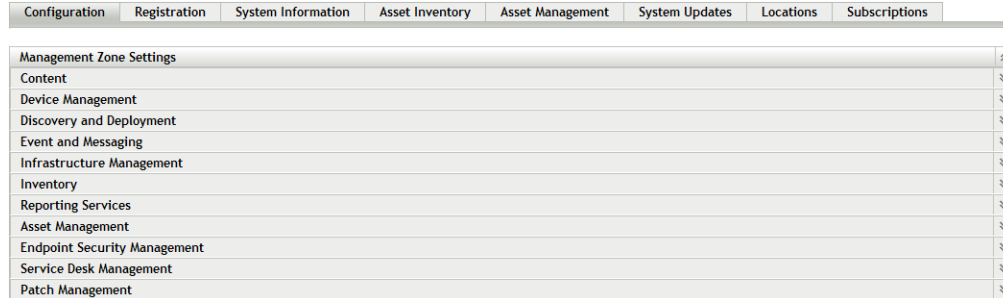 Configuration Registration System Information Asset Inventory Asset Management System Updates Locations Subscriptions
Management Zone Settings
Content
Device Management
Discovery and Deployment
Event and Messaging
Infrastructure Management
Inventory
Reporting Services
Asset Management
Endpoint Security Management
Service Desk Management
Patch Management